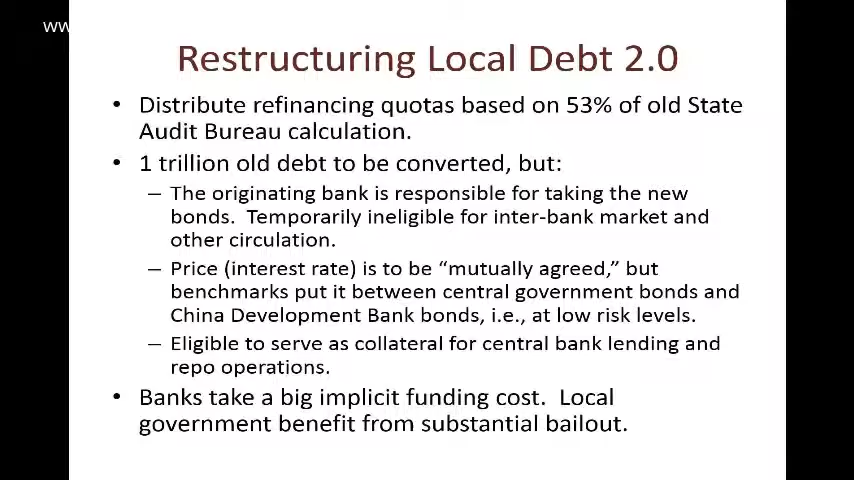 ww
Restructuring Local Debt 2.0
• Distribute refinancing quotas based on 53% of old State
Audit Bureau calculation.
• 1 trillion old debt to be converted, but:
– The originating bank is responsible for taking the new
bonds.  Temporarily ineligible for inter-bank market and
other circulation.
– Price (interest rate) is to be “mutually agreed,” but
benchmarks put it between central government bonds and
China Development Bank bonds, i.e., at low risk levels.
– Eligible to serve as collateral for central bank lending and
repo operations.
• Banks take a big implicit funding cost.  Local
government benefit from substantial bailout.